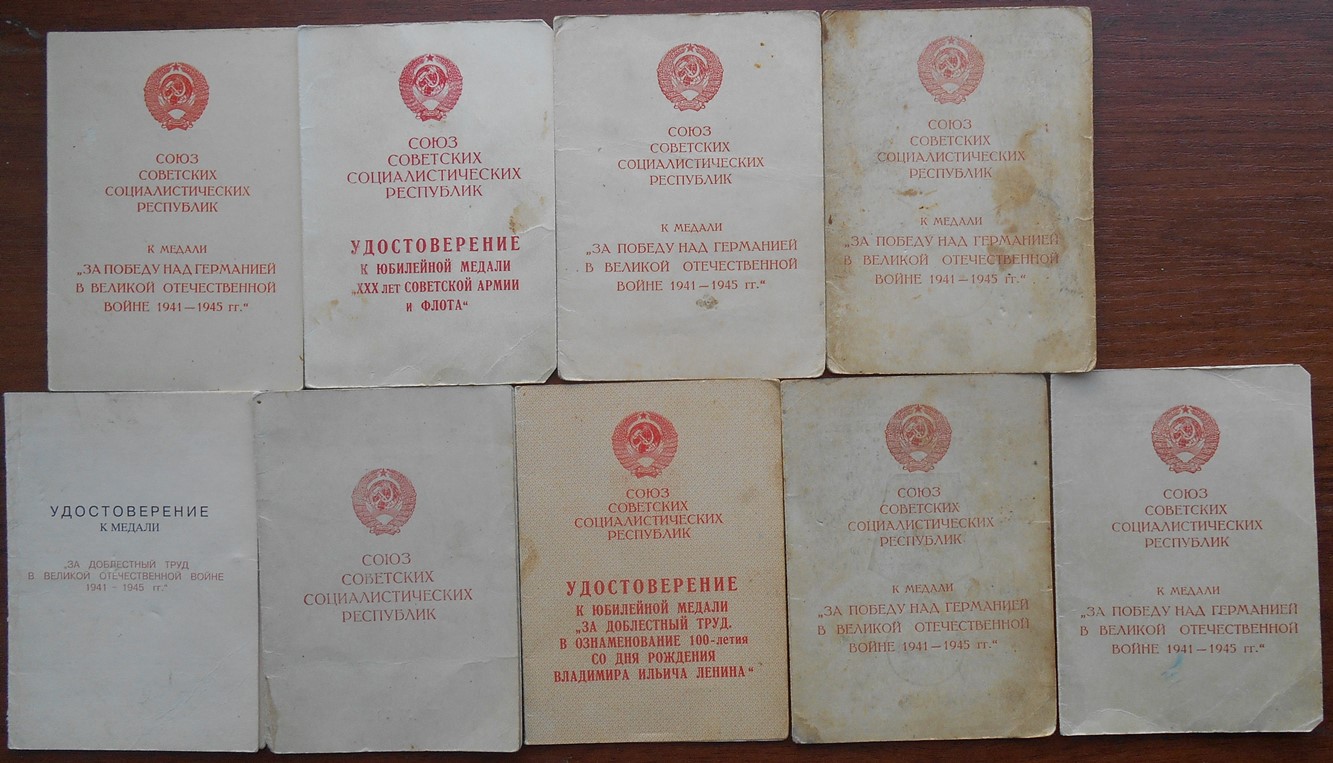 СОЮЗ
СОВЕТСКИХ
СОЦИАЛИСТИЧЕСКИХ
РЕСПУБЛИК
К МЕДАЛИ
„ЗА ПОБЕДУ НАД ГЕРМАНИЕЙ
В ВЕЛИКОЙ ОТЕЧЕСТВЕННОЙ
ВОЙНЕ 1941—1945 гг.“
СОЮЗ
СОВЕТСКИХ
СОЦИАЛИСТИЧЕСКИХ
РЕСПУБЛИК
УДОСТОВЕРЕНИЕ
К ЮБИЛЕЙНОЙ МЕДАЛИ
„XXX ЛЕТ СОВЕТСКОЙ АРМИИ
И ФЛОТА“
СОЮЗ
СОВЕТСКИХ
СОЦИАЛИСТИЧЕСКИХ
РЕСПУБЛИК
К МЕДАЛИ
„ЗА ПОБЕДУ НАД ГЕРМАНИЕЙ
В ВЕЛИКОЙ ОТЕЧЕСТВЕННОЙ
ВОЙНЕ 1941—1945 гг.“
СОЮЗ
СОВЕТСКИХ
СОЦИАЛИСТИЧЕСКИХ
РЕСПУБЛИК
К МЕДАЛИ
„ЗА ПОБЕДУ НАД ГЕРМАНИЕЙ
В ВЕЛИКОЙ ОТЕЧЕСТВЕННОЙ
ВОЙНЕ 1941—1945 гг.“
УДОСТОВЕРЕНИЕ
К МЕДАЛИ
„ЗА ДОБЛЕСТНЫЙ ТРУД
В ВЕЛИКОЙ ОТЕЧЕСТВЕННОЙ ВОЙНЕ
1941 – 1945 гг.“
СОЮЗ
СОВЕТСКИХ
СОЦИАЛИСТИЧЕСКИХ
РЕСПУБЛИК
СОЮЗ
СОВЕТСКИХ
СОЦИАЛИСТИЧЕСКИХ
РЕСПУБЛИК
УДОСТОВЕРЕНИЕ
К ЮБИЛЕЙНОЙ МЕДАЛИ
„ЗА ДОБЛЕСТНЫЙ ТРУД.
В ОЗНАМЕНОВАНИЕ 100-летия
СО ДНЯ РОЖДЕНИЯ
ВЛАДИМИРА ИЛЬИЧА ЛЕНИНА“
СОЮЗ
СОВЕТСКИХ
СОЦИАЛИСТИЧЕСКИХ
РЕСПУБЛИК
К МЕДАЛИ
„ЗА ПОБЕДУ НАД ГЕРМАНИЕЙ
В ВЕЛИКОЙ ОТЕЧЕСТВЕННОЙ
ВОЙНЕ 1941—1945 гг.“
СОЮЗ
СОВЕТСКИХ
СОЦИАЛИСТИЧЕСКИХ
РЕСПУБЛИК
К МЕДАЛИ
„ЗА ПОБЕДУ НАД ГЕРМАНИЕЙ
В ВЕЛИКОЙ ОТЕЧЕСТВЕННОЙ
ВОЙНЕ 1941—1945 гг.“